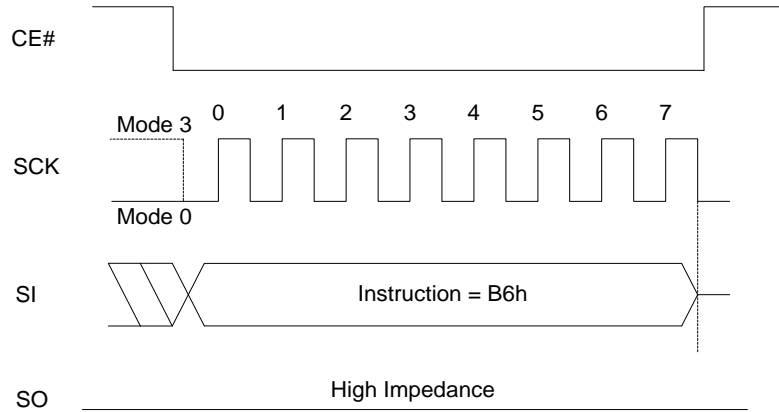 CE#
0 1 2 3 4 5 6 7
Mode 3
SCK
Mode 0
SI
Instruction = B6h
High Impedance
SO